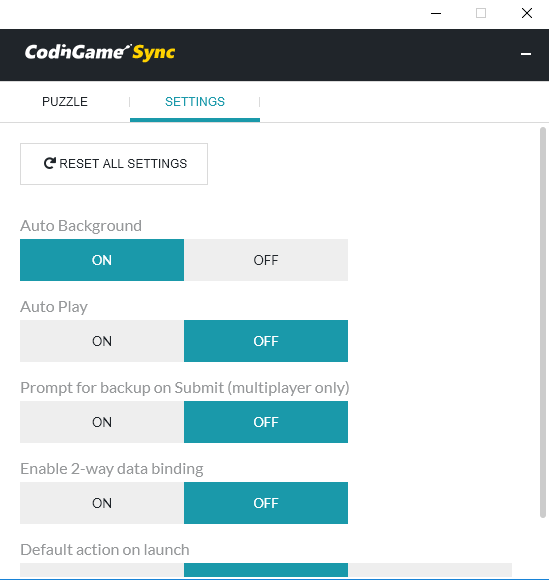 CodinGame Sync
PUZZLE SETTINGS
RESET ALL SETTINGS
Auto Background
ON OFF
Auto Play
ON OFF
Prompt for backup on Submit (multiplayer only)
ON OFF
Enable 2-way data binding
ON OFF
Default action on launch